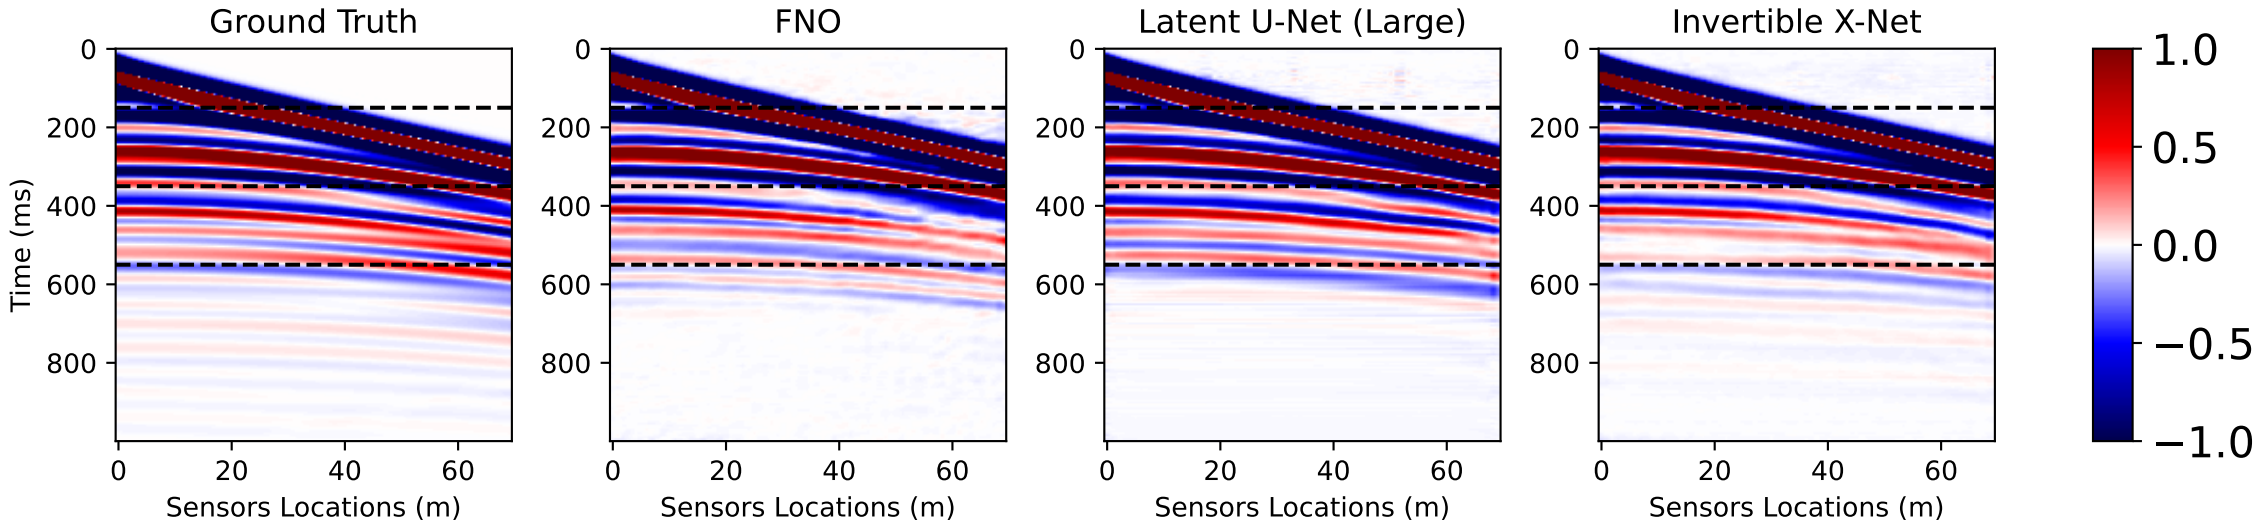 Ground Truth
FNO
Latent U-Net (Large)
Invertible X-Net
0
200
400
600
800
Time (ms)
0 20 40 60
Sensors Locations (m)
0
200
400
600
800
0 20 40 60
Sensors Locations (m)
0
200
400
600
800
0 20 40 60
Sensors Locations (m)
0
200
400
600
800
0 20 40 60
Sensors Locations (m)
1.0
0.5
0.0
−0.5
−1.0